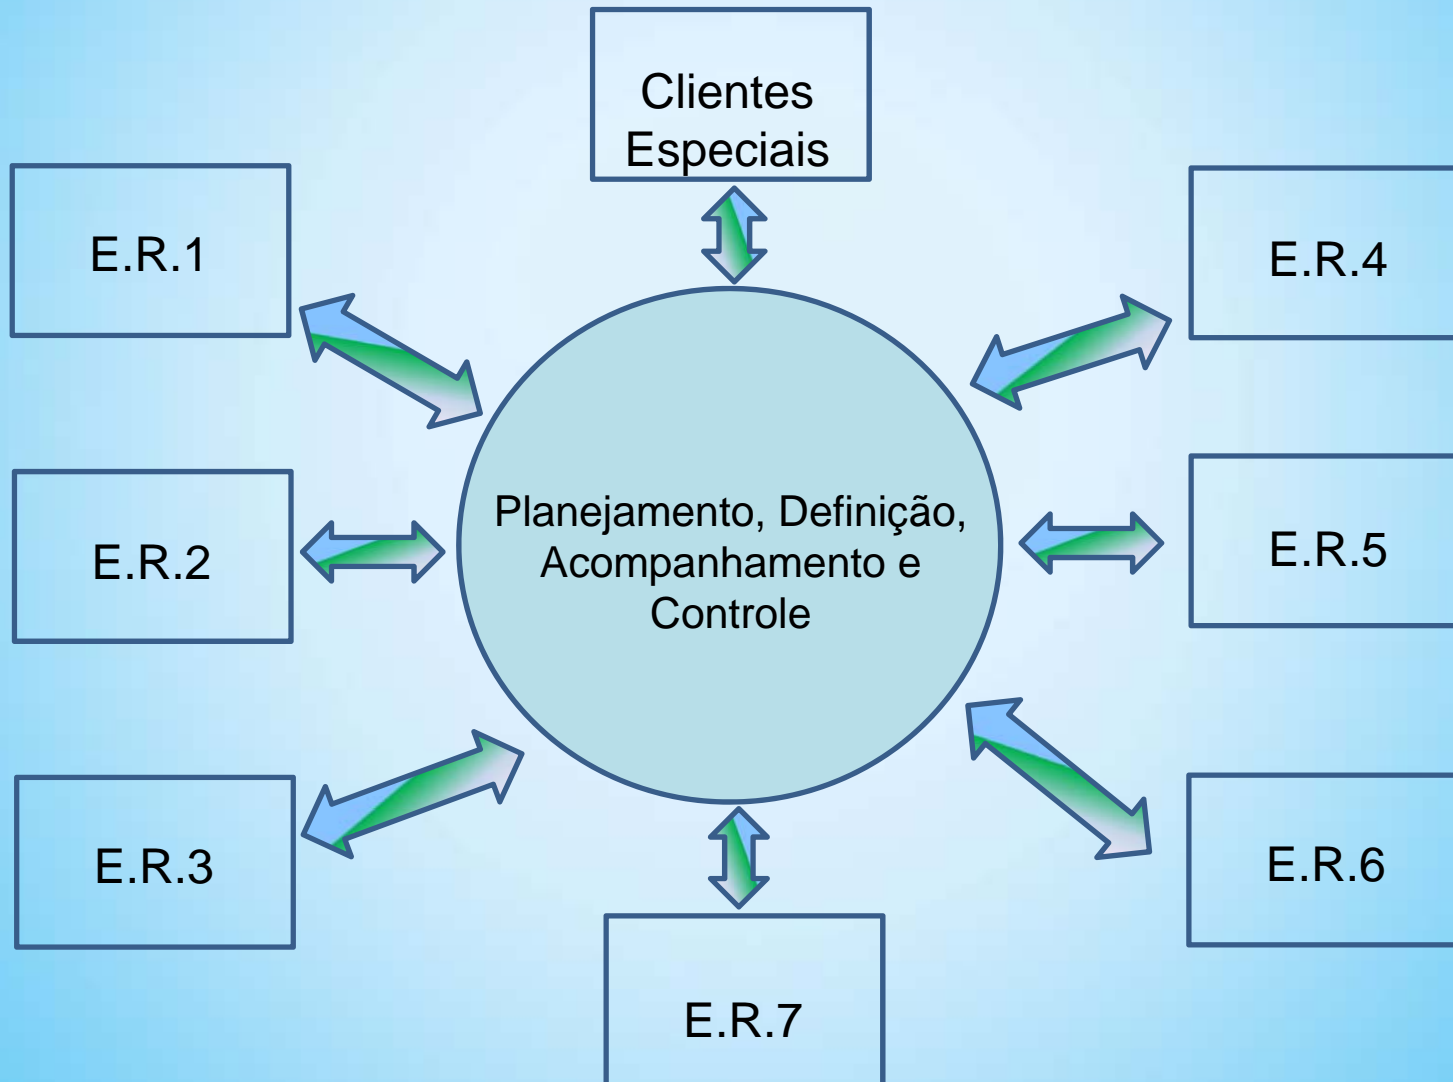 Clientes
Especiais
E.R.1
E.R.4
Planejamento, Definição,
Acompanhamento e
Controle
E.R.2
E.R.5
E.R.3
E.R.6
E.R.7